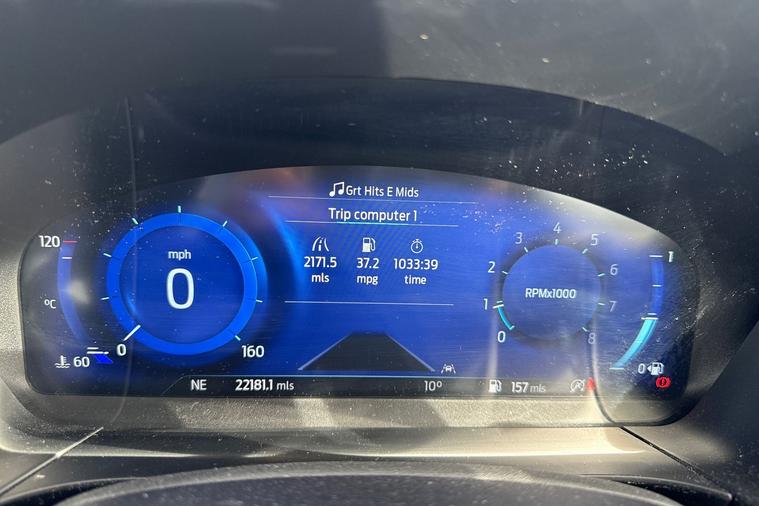 Grt Hits E Mids
Trip computer 1
2171.5 37.2 1033:39
mls mpg time
120
°C
60
mph
0
0 160
0 1 2 3 4 5 6 7 8
RPMx1000
1
0
NE 22181.1 mls 10° 157 mls